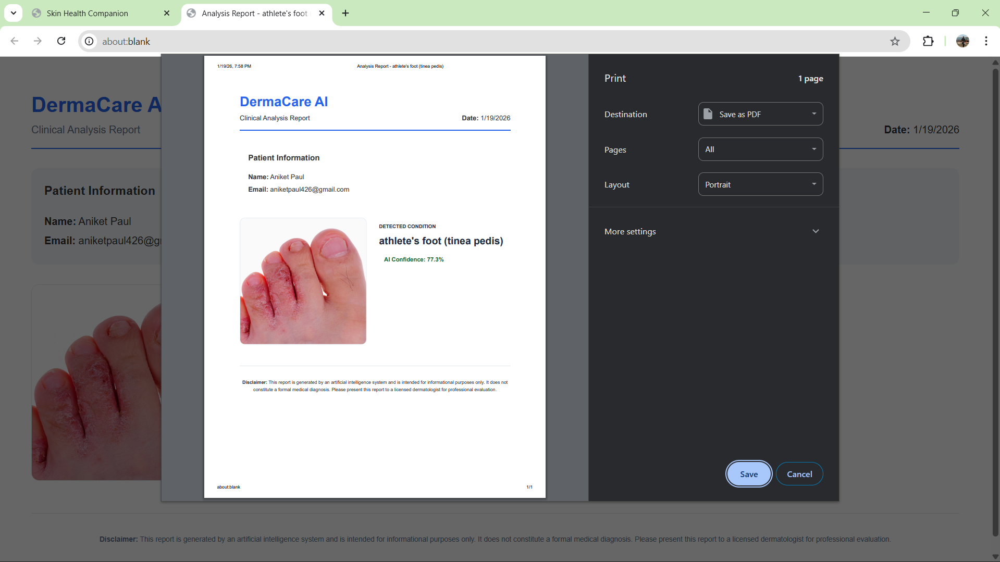 Skin Health Companion
Analysis Report - athlete's foot
about:blank
DermaCare A
Clinical Analysis Report
Date: 1/19/2026
Patient Information
Name: Aniket Paul
Email: aniketpaul426@g
1/19/26, 7:58 PM
Analysis Report - athlete's foot (tinea pedis)
DermaCare AI
Clinical Analysis Report
Date: 1/19/2026
Patient Information
Name: Aniket Paul
Email: aniketpaul426@gmail.com
DETECTED CONDITION
athlete's foot (tinea pedis)
AI Confidence: 77.3%
Disclaimer: This report is generated by an artificial intelligence system and is intended for informational purposes only. It does not
constitute a formal medical diagnosis. Please present this report to a licensed dermatologist for professional evaluation.
about:blank
1/1
Print
1 page
Destination
Save as PDF
Pages
All
Layout
Portrait
More settings
Save
Cancel
Disclaimer: This report is generated by an artificial intelligence system and is intended for informational purposes only. It does not constitute a formal medical diagnosis. Please present this report to a licensed dermatologist for professional evaluation.